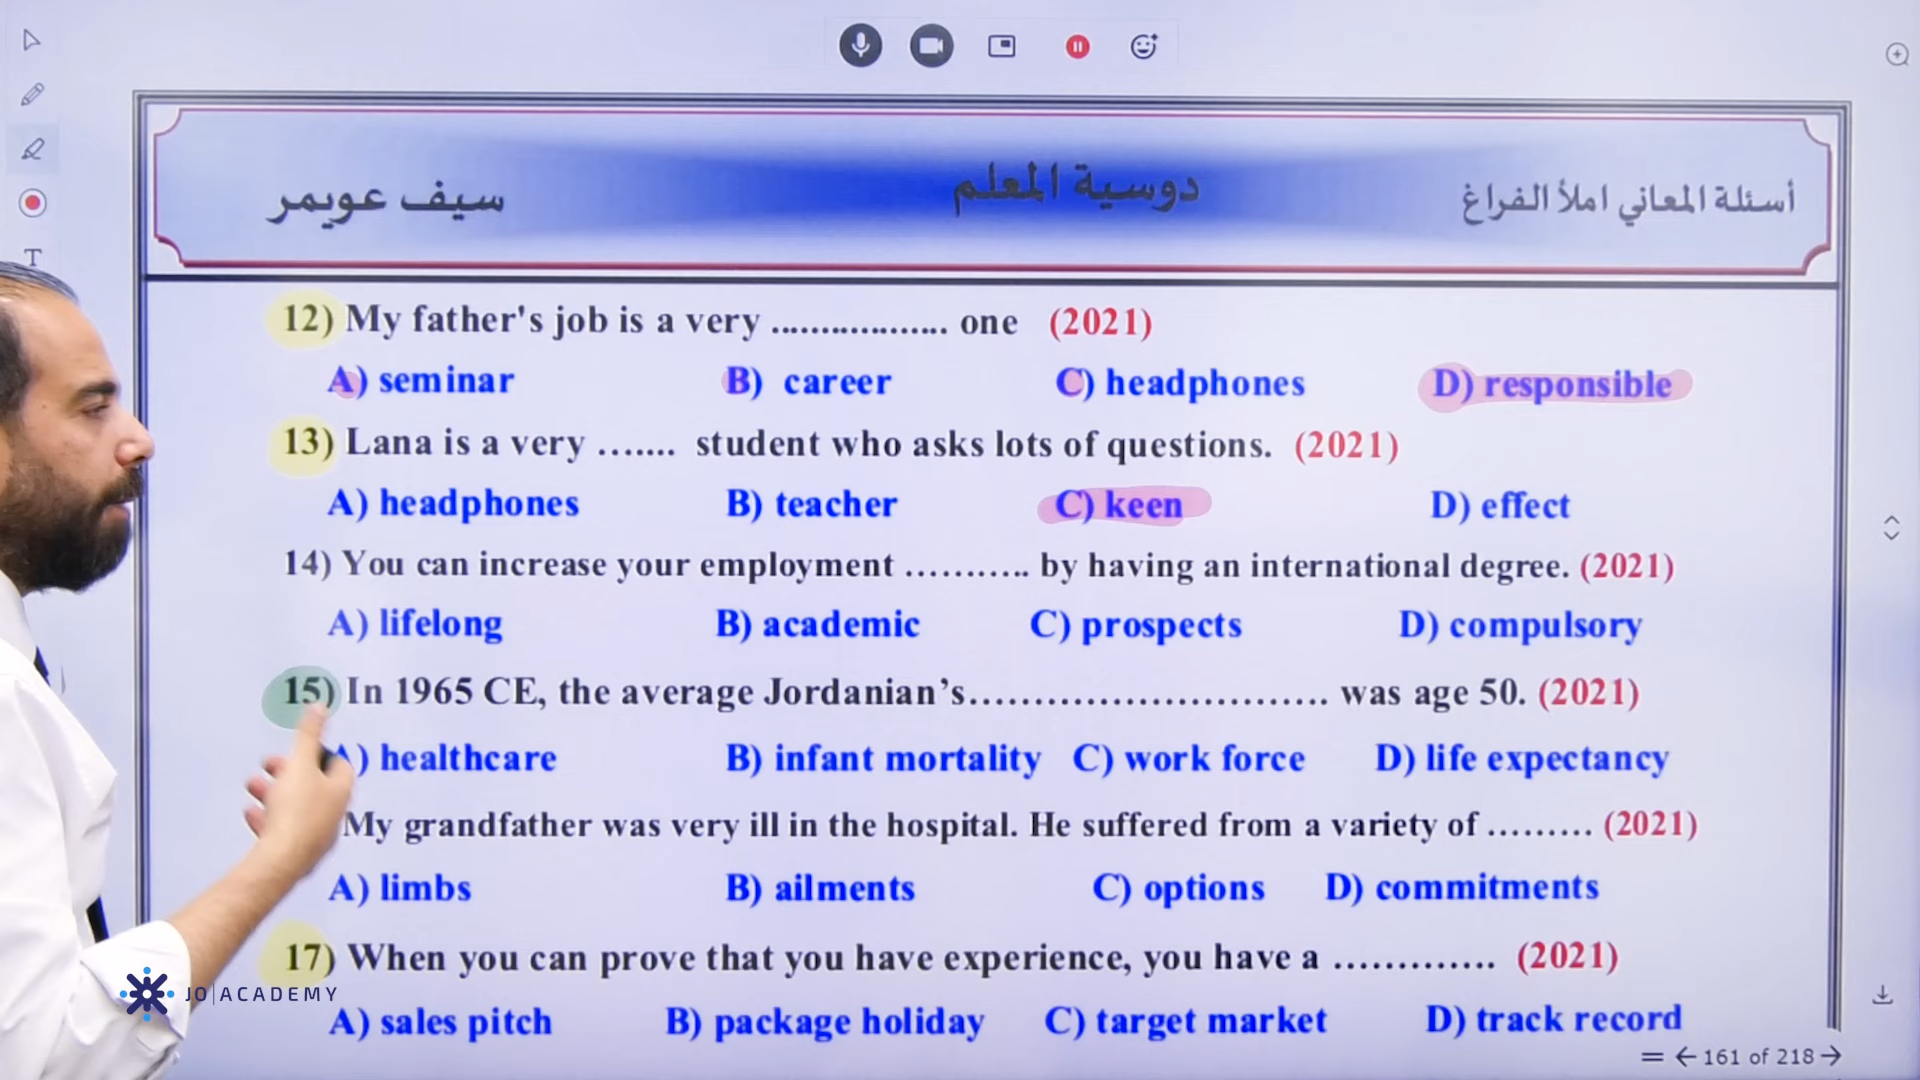 أسئلة المعاني املأ الفراغ
دوسية المعلم
سيف عويمر
12) My father's job is a very .................. one (2021)
A) seminar B) career C) headphones D) responsible
13) Lana is a very ....... student who asks lots of questions. (2021)
A) headphones B) teacher C) keen D) effect
14) You can increase your employment ........... by having an international degree. (2021)
A) lifelong B) academic C) prospects D) compulsory
15) In 1965 CE, the average Jordanian's.................................... was age 50. (2021)
A) healthcare B) infant mortality C) work force D) life expectancy
My grandfather was very ill in the hospital. He suffered from a variety of ......... (2021)
A) limbs B) ailments C) options D) commitments
17) When you can prove that you have experience, you have a ............. (2021)
A) sales pitch B) package holiday C) target market D) track record
JO|ACADEMY
161 of 218
T